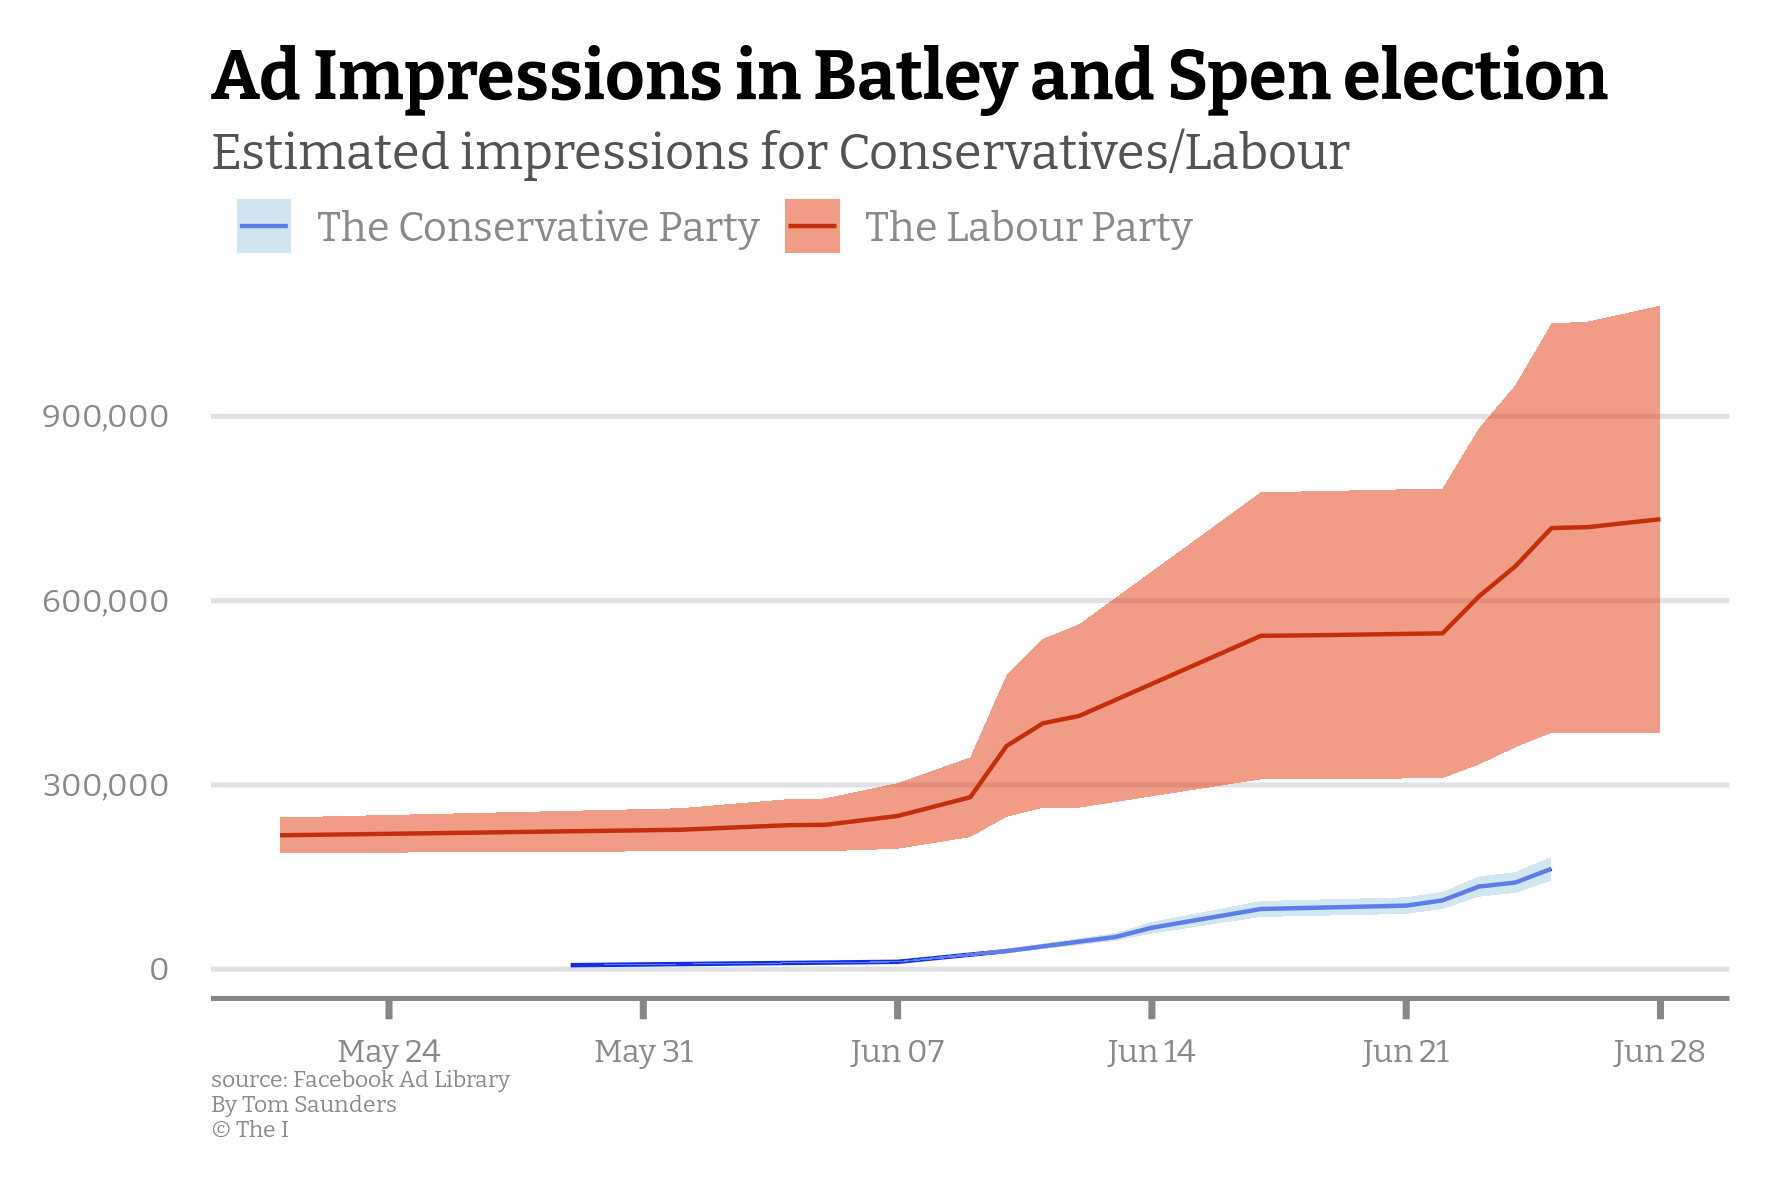 Ad Impressions in Batley and Spen election
Estimated impressions for Conservatives/Labour
The Conservative Party The Labour Party
900,000
600,000
300,000
0
May 24 May 31 Jun 07 Jun 14 Jun 21 Jun 28
source: Facebook Ad Library
By Tom Saunders
© The I